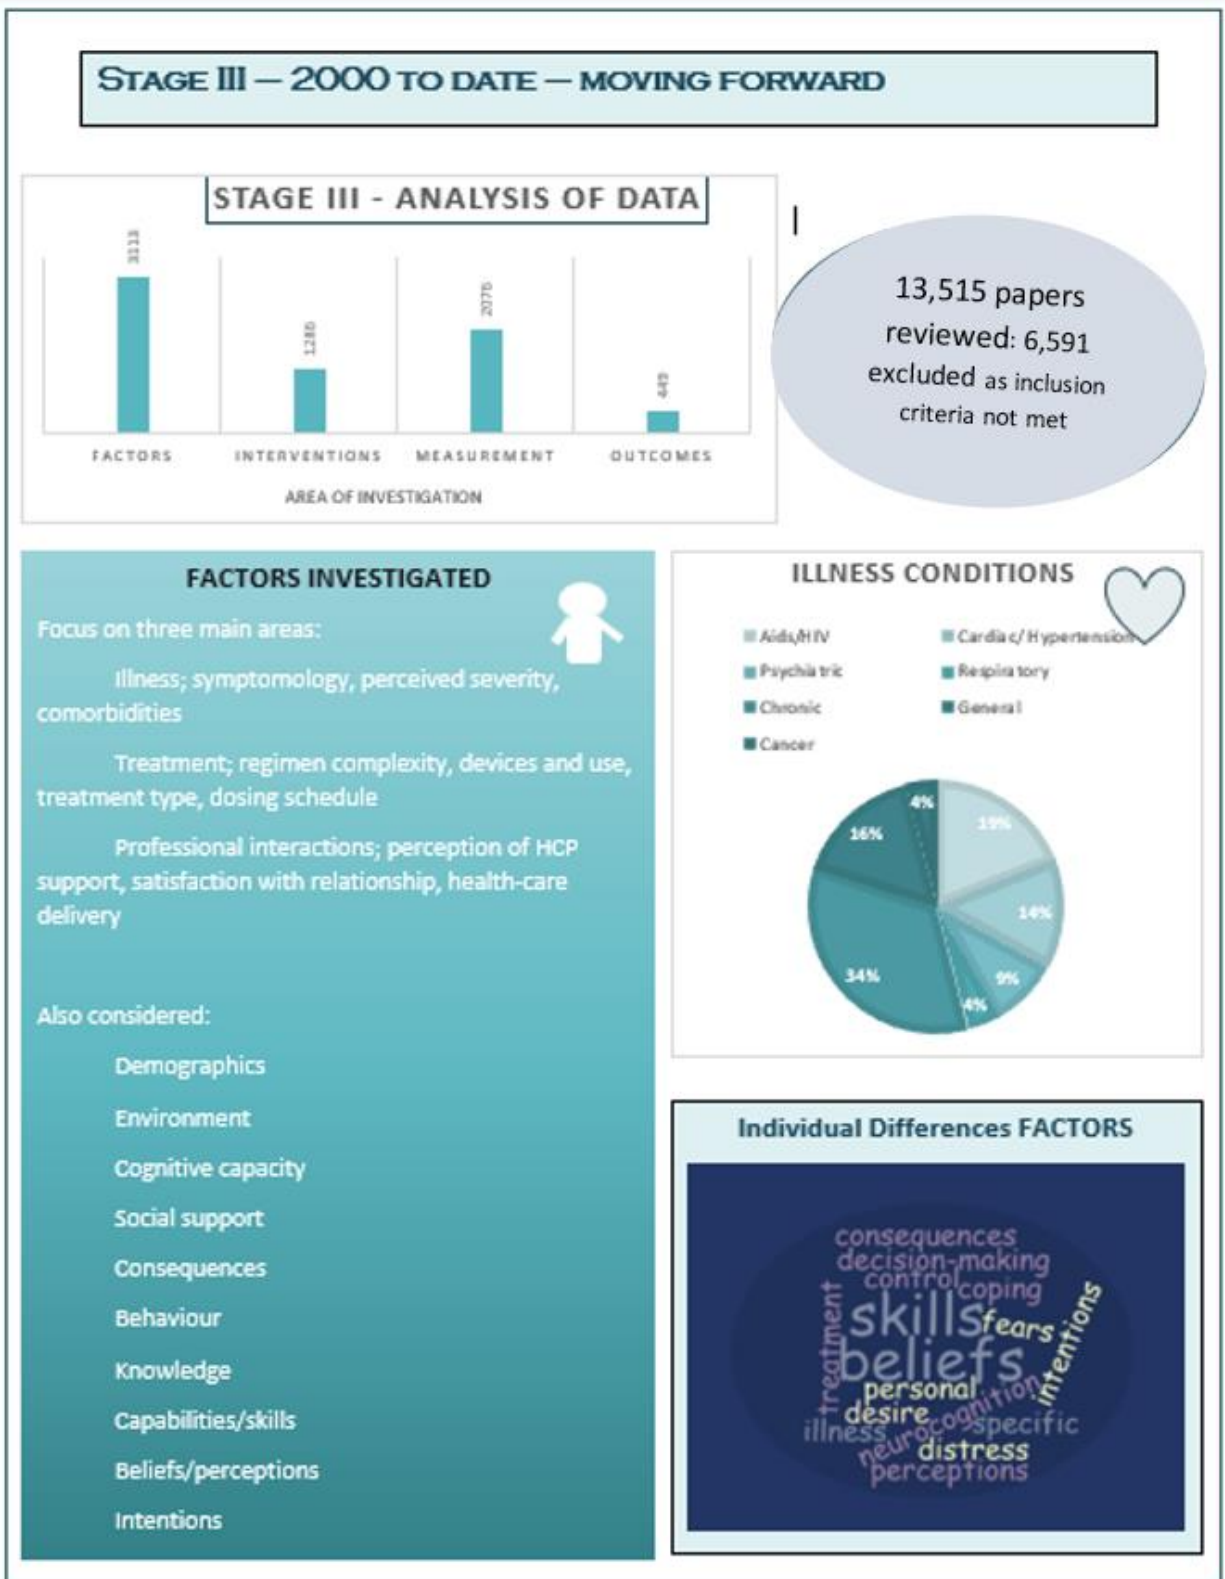 STAGE III – 2000 TO DATE – MOVING FORWARD
STAGE III - ANALYSIS OF DATA
3113
1286
2076
449
FACTORS
INTERVENTIONS
MEASUREMENT
OUTCOMES
AREA OF INVESTIGATION
13,515 papers
reviewed: 6,591
excluded as inclusion
criteria not met
FACTORS INVESTIGATED
Focus on three main areas:
Illness; symptomology, perceived severity,
comorbidities
Treatment; regimen complexity, devices and use,
treatment type, dosing schedule
Professional interactions; perception of HCP
support, satisfaction with relationship, health-care
delivery
Also considered:
Demographics
Environment
Cognitive capacity
Social support
Consequences
Behaviour
Knowledge
Capabilities/skills
Beliefs/perceptions
Intentions
ILLNESS CONDITIONS
Aids/HIV
Cardiac/ Hypertension
Psychiatric
Respiratory
Chronic
General
Cancer
4%
19%
16%
14%
34%
9%
4%
Individual Differences FACTORS
consequences
decision-making
control
coping
skills
fears
intentions
treatment
beliefs
personal
desire
neurocognition
illness
specific
distress
perceptions